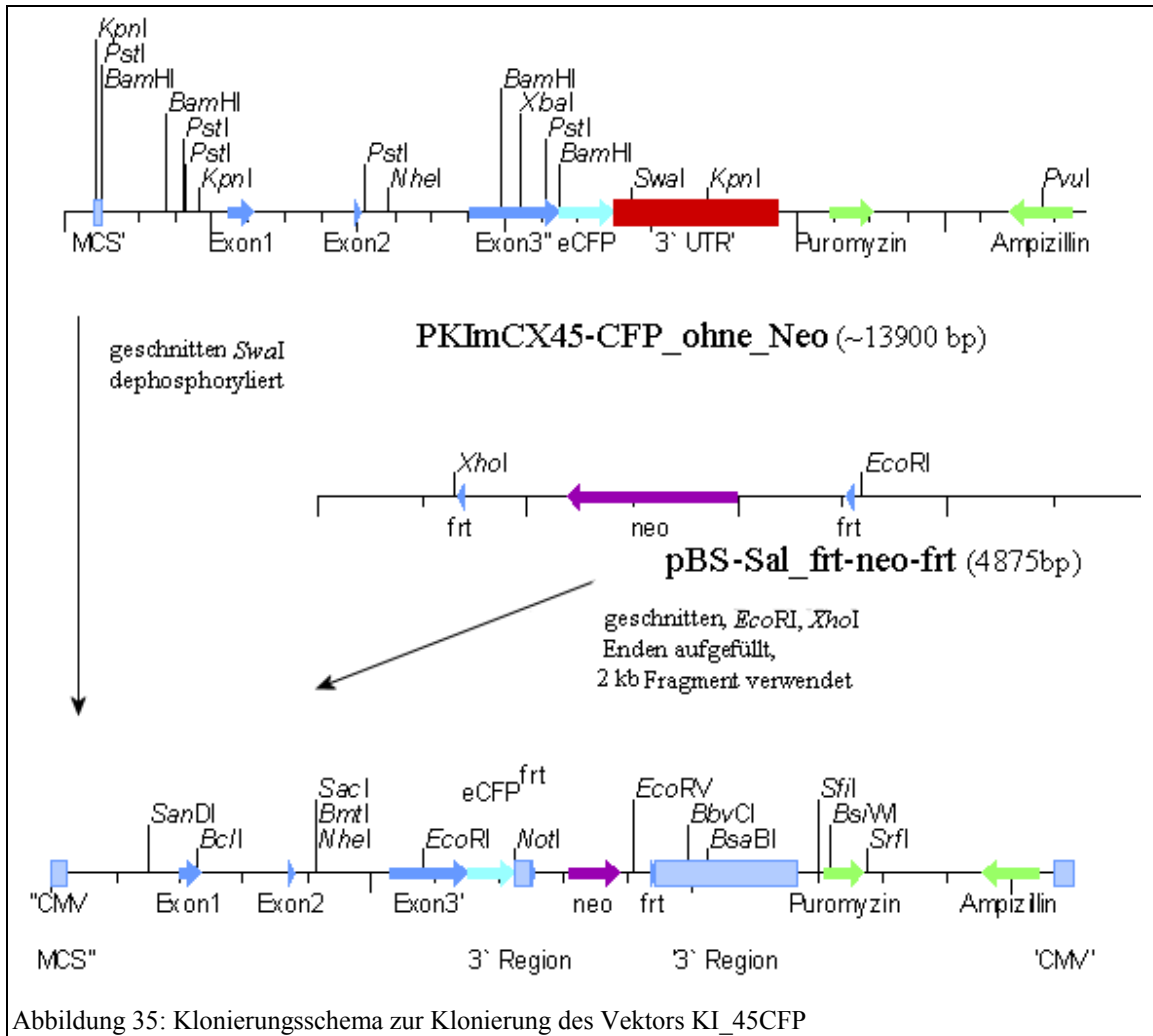 KpnI
PstI
BamHI
BamHI
BamHI
XbaI
PstI
PstI
PstI
PstI
BamHI
KpnI
NheI
SwaI
KpnI
PvuI
MCS'
Exon1
Exon2
Exon3" eCFP
3` UTR'
Puromyzin
Ampizillin
PKImCX45-CFP_ohne_Neo (~13900 bp)
geschnitten SwaI
dephosphoryliert
XhoI
EcoRI
frt
neo
frt
pBS-Sal_frt-neo-frt (4875bp)
geschnitten, EcoRI, XhoI
Enden aufgefüllt,
2 kb Fragment verwendet
frt
SacI
eCFP
EcoRV
SfiI
SanDI
BmtI
BbvCI
BsiWI
BclI
NheI
EcoRI
NotI
BsaBI
SrfI
"CMV
Exon1
Exon2
Exon3'
neo
frt
Puromyzin
Ampizillin
MCS"
3` Region
'3` Region
'CMV'
Abbildung 35: Klonierungsschema zur Klonierung des Vektors KI_45CFP